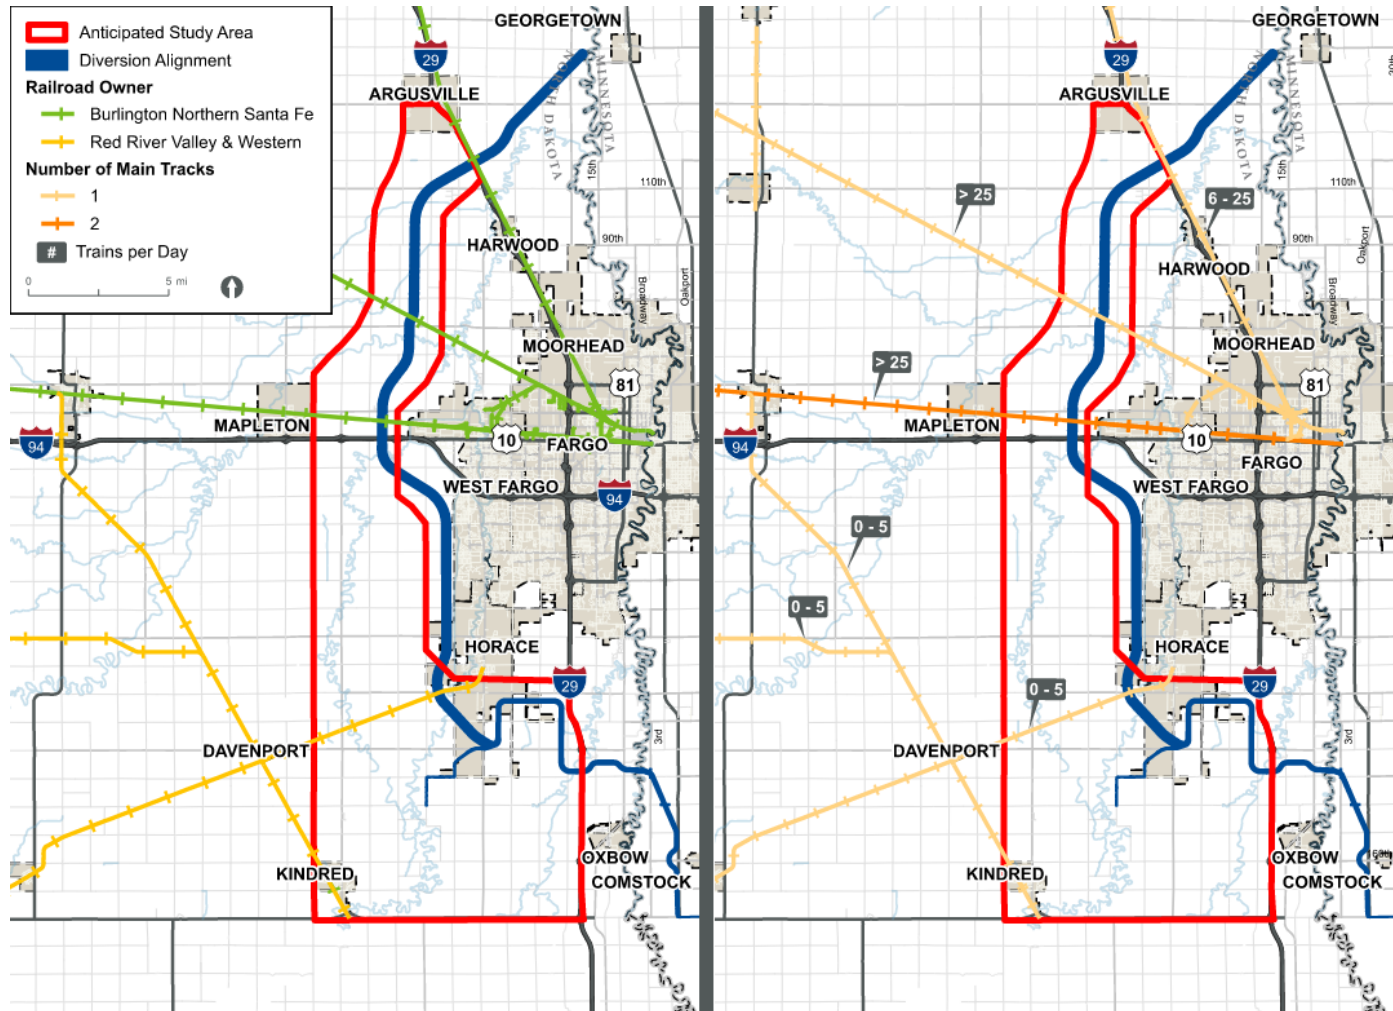 Anticipated Study Area
Diversion Alignment
Railroad Owner
Burlington Northern Santa Fe
Red River Valley & Western
Number of Main Tracks
1
2
# Trains per Day
0
5 mi
GEORGETOWN
29
ARGUSVILLE
NORTH DAKOTA
MINNESOTA
15th
110th
90th
HARWOOD
Broadway
Oakport
MOORHEAD
81
MAPLETON
94
10
FARGO
WEST FARGO
94
HORACE
29
3rd
DAVENPORT
KINDRED
OXBOW
COMSTOCK
GEORGETOWN
29
30th
ARGUSVILLE
NORTH DAKOTA
MINNESOTA
15th
110th
> 25
6 - 25
90th
HARWOOD
Broadway
Oakport
MOORHEAD
> 25
81
MAPLETON
94
10
FARGO
WEST FARGO
0 - 5
0 - 5
HORACE
29
0 - 5
3rd
DAVENPORT
KINDRED
OXBOW
COMSTOCK